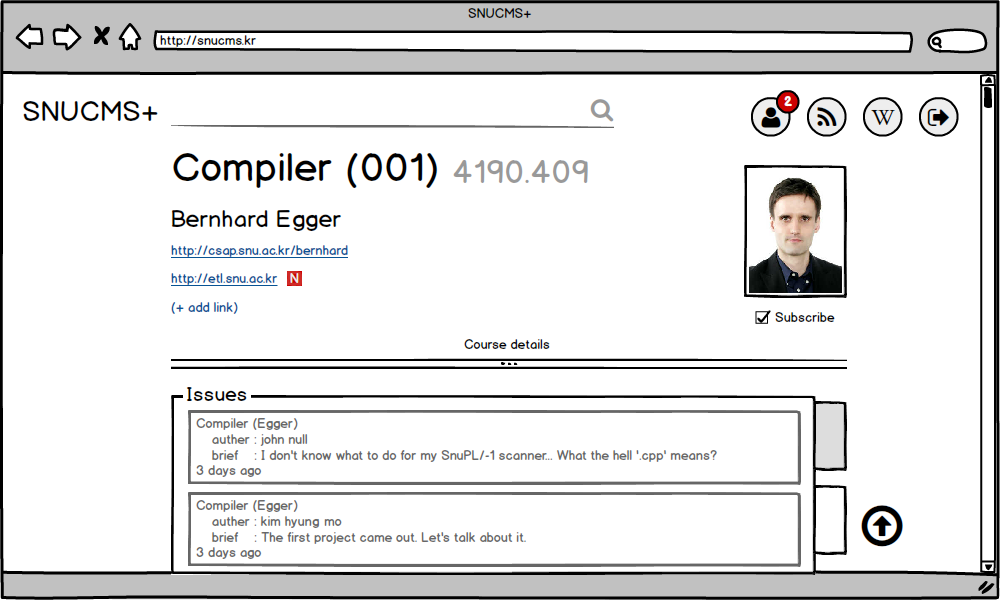 SNUCMS+
http://snucms.kr
SNUCMS+
2
W
Compiler (001) 4190.409
Bernhard Egger
http://csap.snu.ac.kr/bernhard
http://etl.snu.ac.kr N
(+ add link)
Subscribe
Course details
Issues
Compiler (Egger)
auther : john null
brief : I don't know what to do for my SnuPL/-1 scanner... What the hell '.cpp' means?
3 days ago
Compiler (Egger)
auther : kim hyung mo
brief : The first project came out. Let's talk about it.
3 days ago